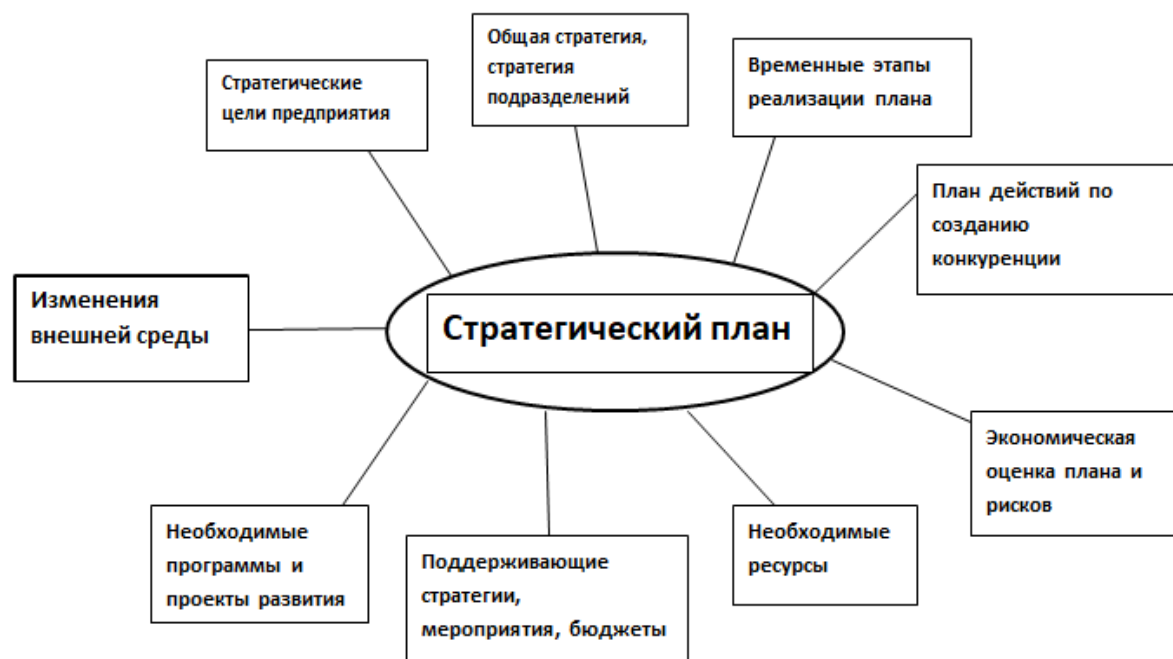 Общая стратегия,
стратегия
подразделений
Стратегические
цели предприятия
Временные этапы
реализации плана
План действий по
созданию
конкуренции
Изменения
внешней среды
Стратегический план
Экономическая
оценка плана и
рисков
Необходимые
программы и
проекты развития
Поддерживающие
стратегии,
мероприятия, бюджеты
Необходимые
ресурсы